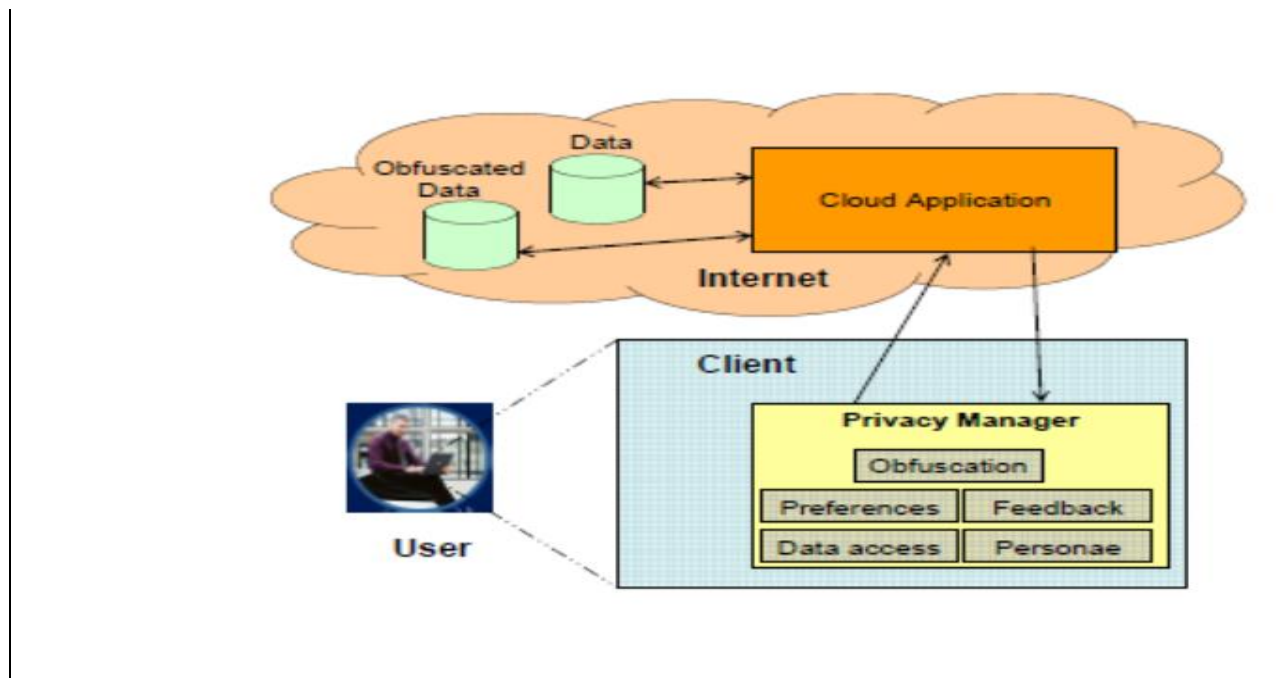 Data
Obfuscated
Data
Cloud Application
Internet
Client
Privacy Manager
Obfuscation
Preferences
Feedback
Data access
Personae
User